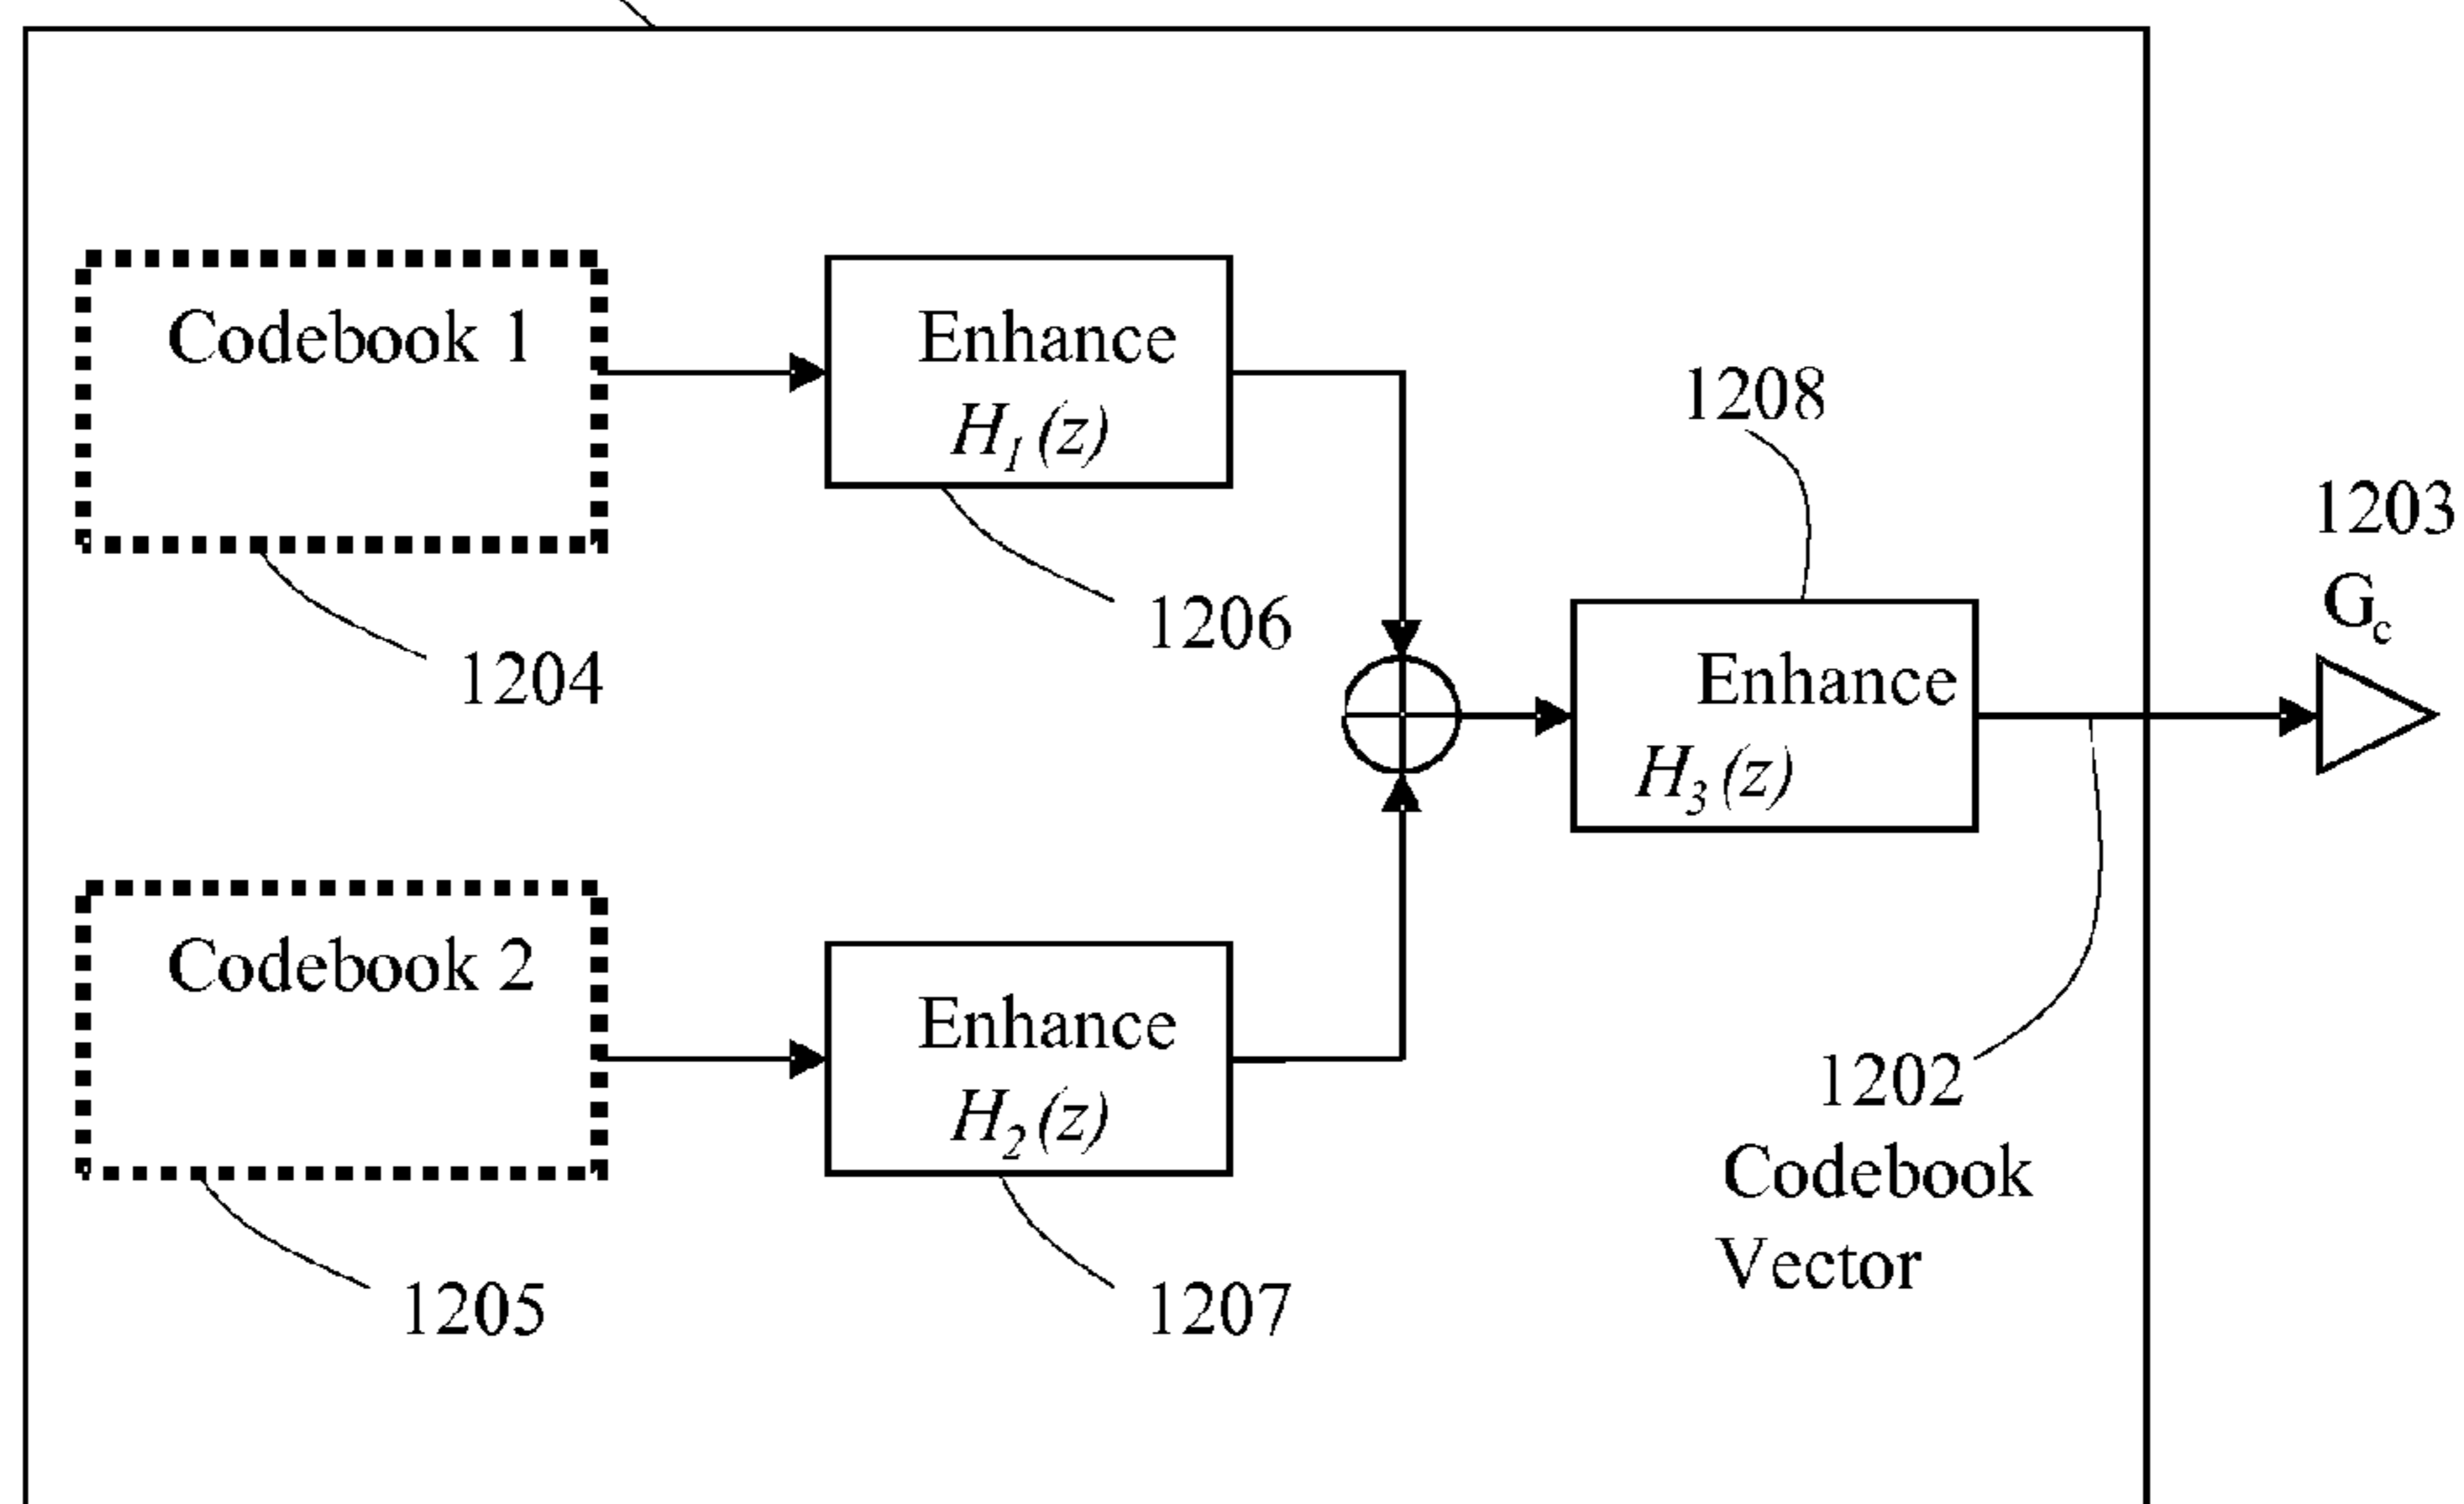 Codebook 1
Enhance
H₁(z)
1208
1203
G_c
1206
1204
Enhance
H₃(z)
Codebook 2
Enhance
H₂(z)
1202
Codebook
Vector
1205
1207